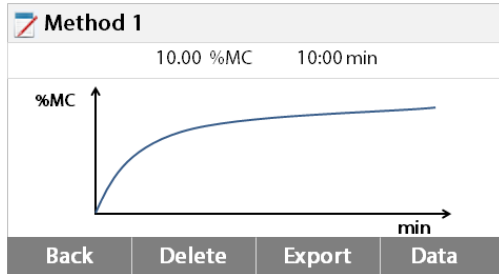 Method 1
10.00 %MC 10:00 min
%MC
min
Back Delete Export Data